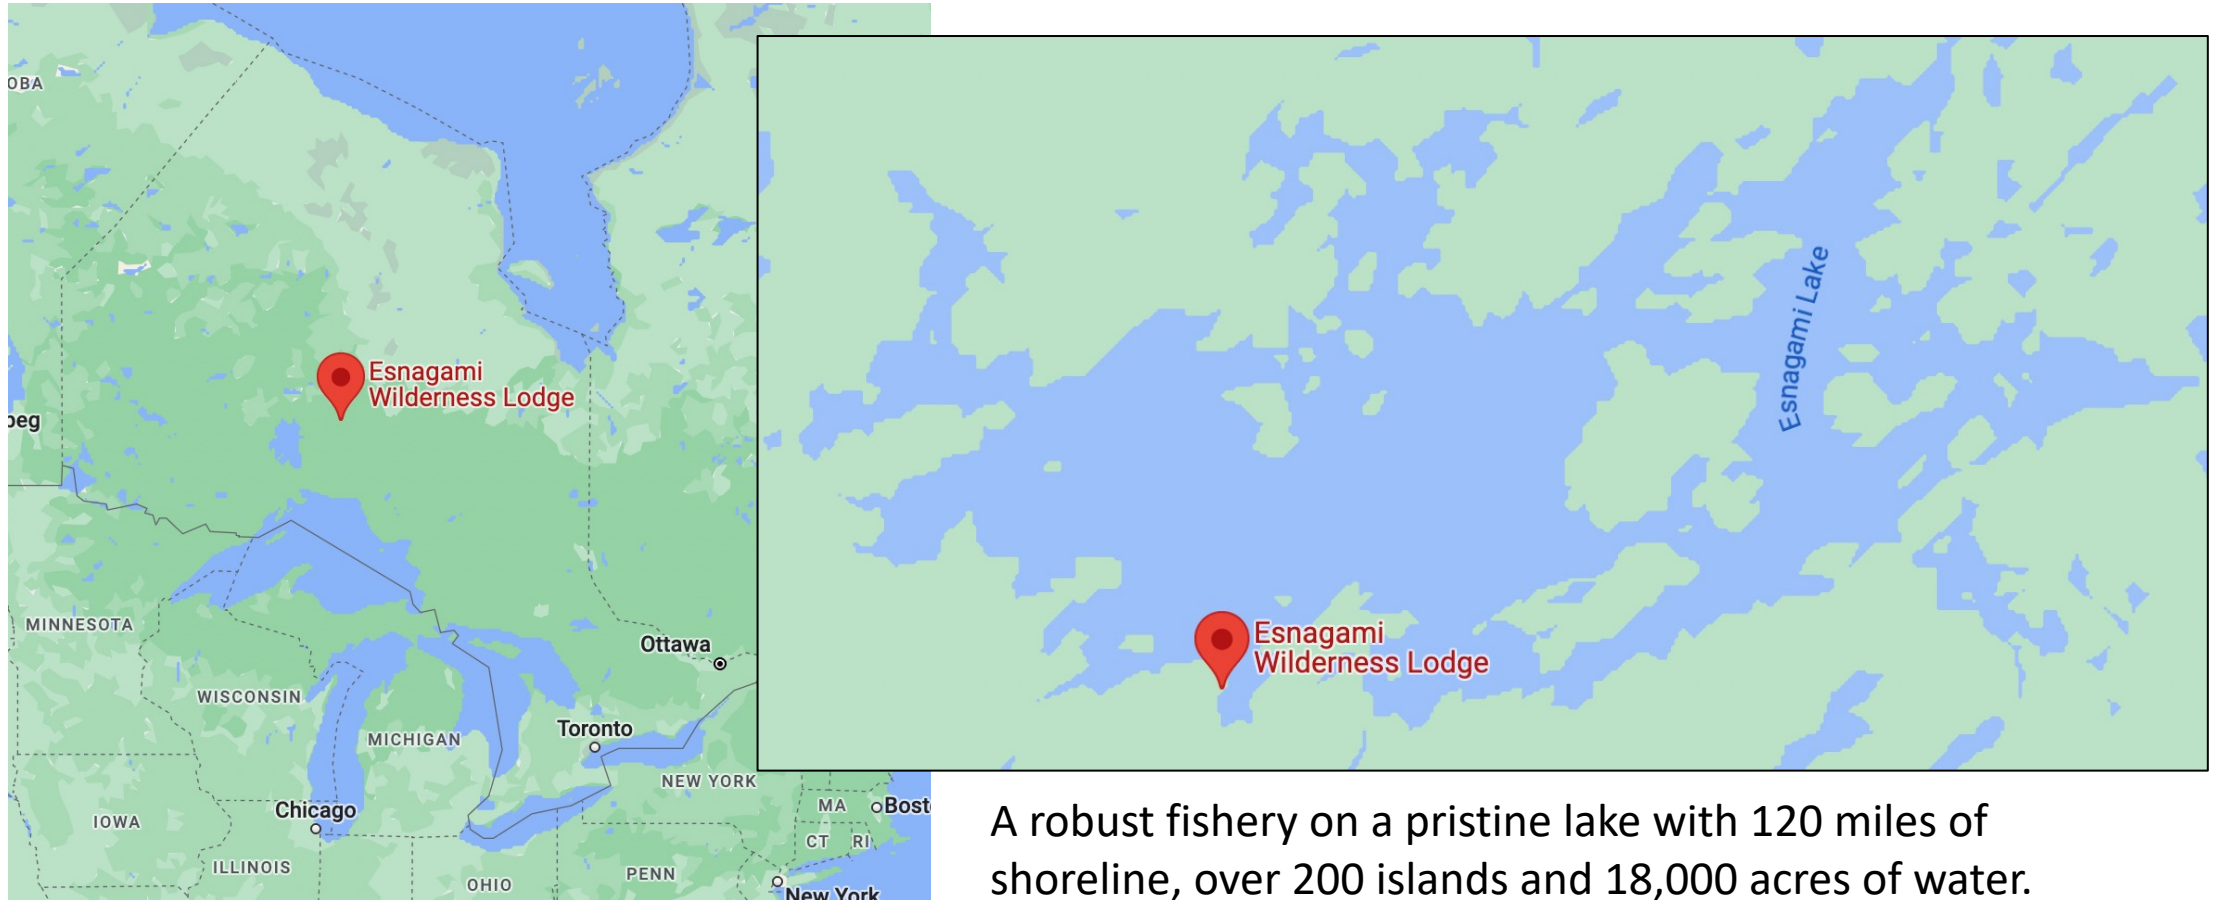 OBA
Esnagami
Wilderness Lodge
peg
MINNESOTA
Ottawa
WISCONSIN
Toronto
MICHIGAN
NEW YORK
Chicago
MA
Bost
IOWA
CT
RI
ILLINOIS
PENN
OHIO
New York
Esnagami Lake
Esnagami
Wilderness Lodge
A robust fishery on a pristine lake with 120 miles of
shoreline, over 200 islands and 18,000 acres of water.